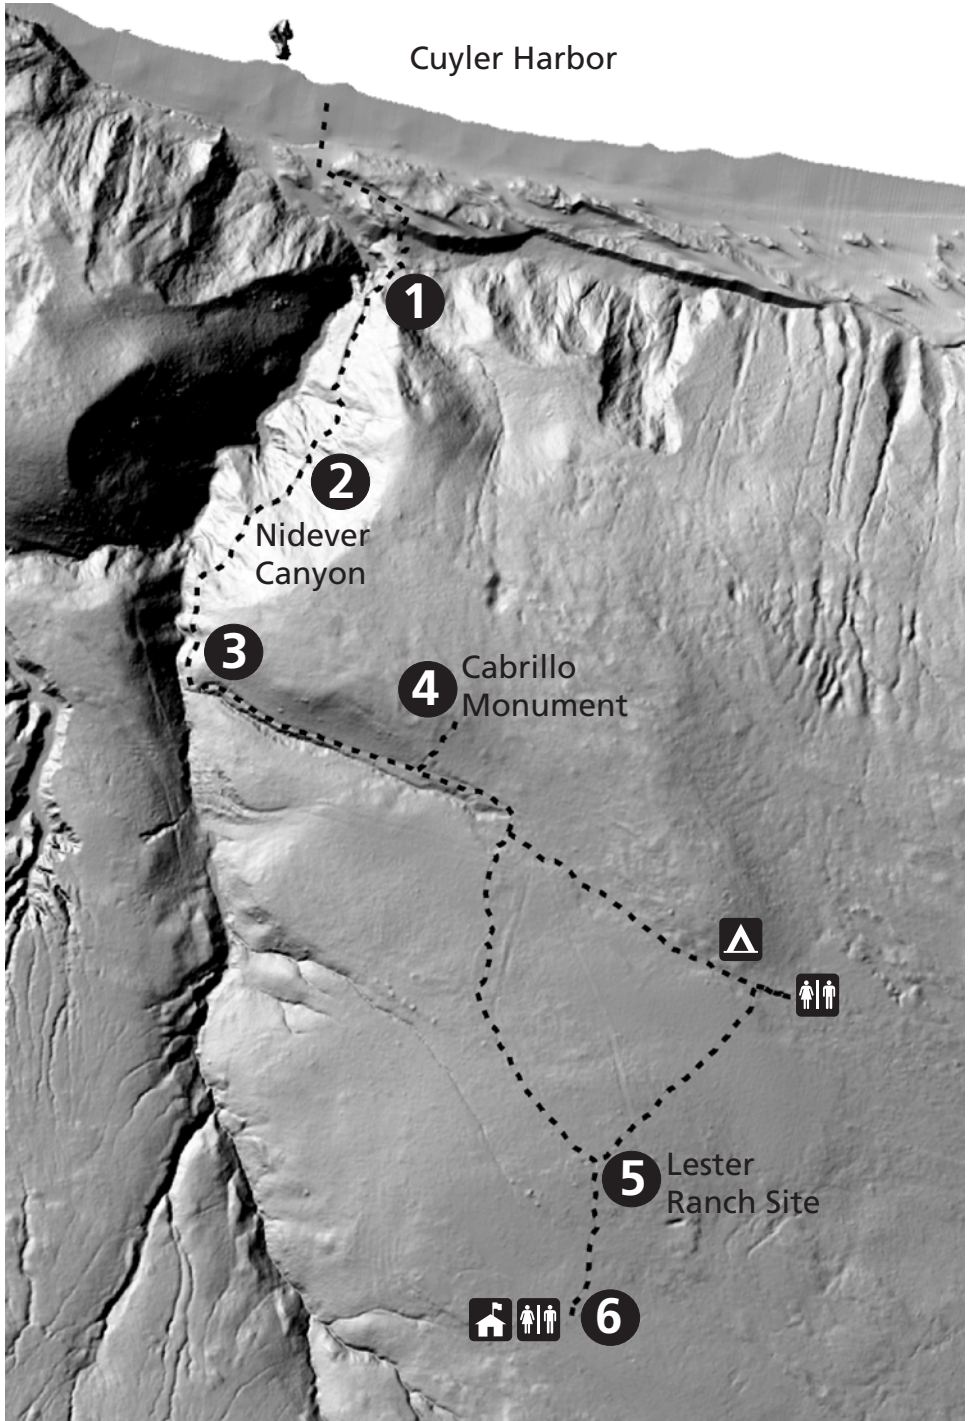 Cuyler Harbor
1
2
Nidever
Canyon
3
4
Cabrillo
Monument
5
Lester
Ranch Site
6